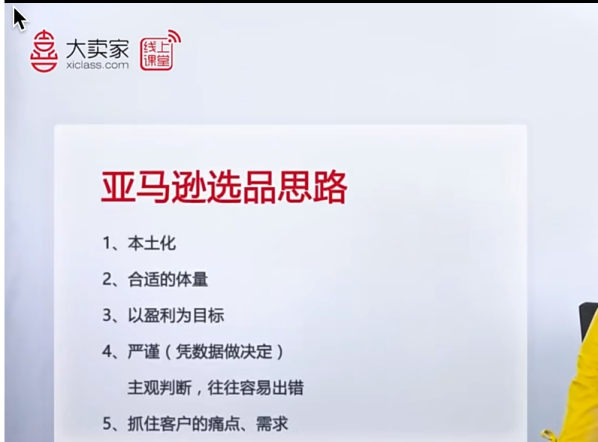 大卖家
xiclass.com
线上
课堂
亚马逊选品思路
1、本土化
2、合适的体量
3、以盈利为目标
4、严谨（凭数据做决定）
主观判断，往往容易出错
5、抓住客户的痛点、需求